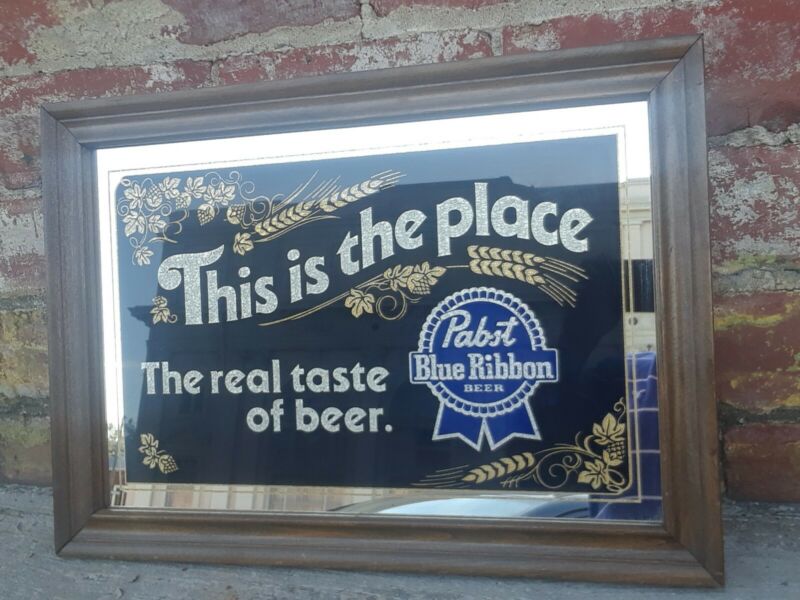 This is the place
The real taste
of beer.
Pabst
Blue Ribbon
BEER